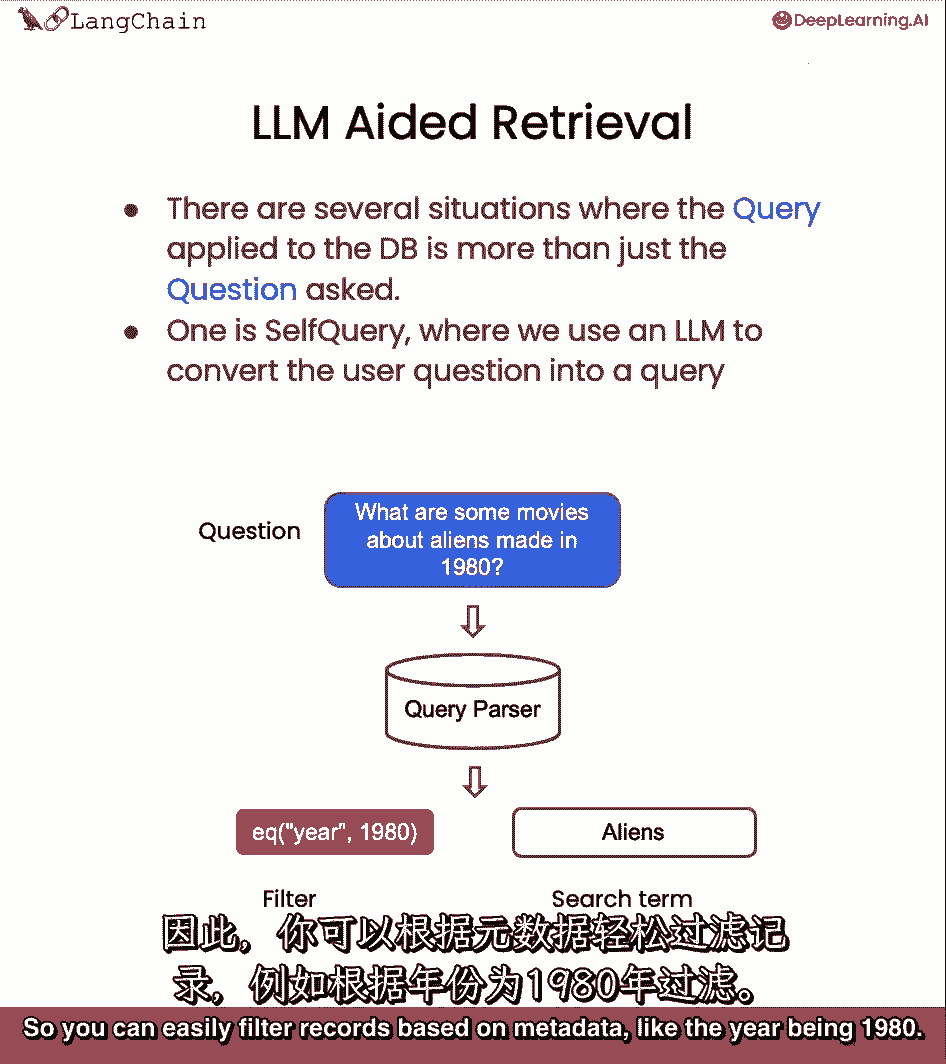 LangChain
DeepLearning.AI
LLM Aided Retrieval
● There are several situations where the Query
applied to the DB is more than just the
Question asked.
● One is SelfQuery, where we use an LLM to
convert the user question into a query
Question
What are some movies
about aliens made in
1980?
Query Parser
eq("year", 1980)
Aliens
Filter
Search term
因此，你可以根据元数据轻松过滤记
录，例如根据年份为1980年过滤。
So you can easily filter records based on metadata, like the year being 1980.